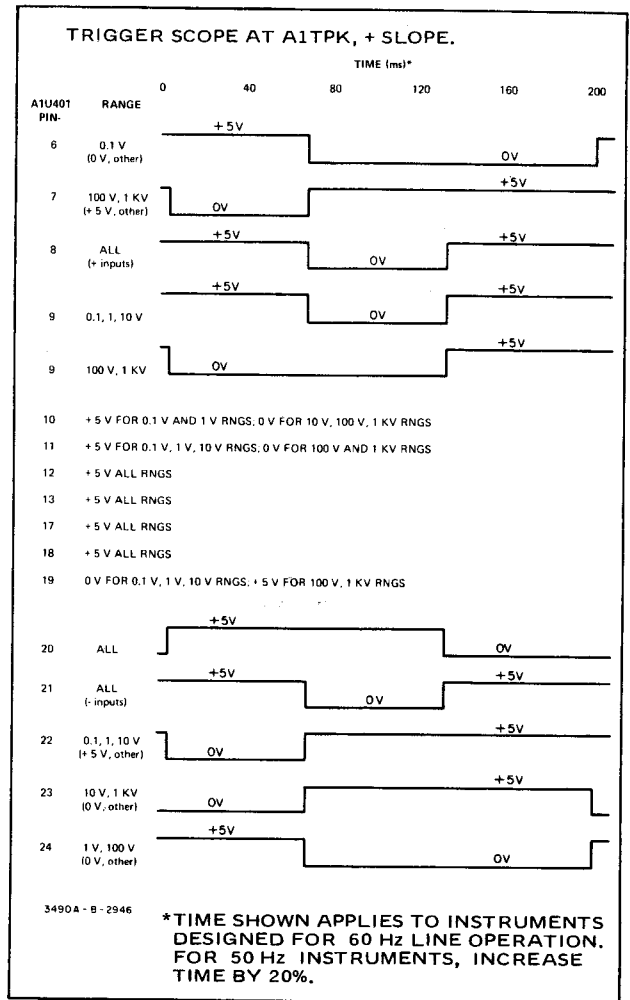 TRIGGER SCOPE AT A1TPK, + SLOPE.
TIME (ms)*
0 40 80 120 160 200
A1U401 PIN- RANGE
+5V
6 0.1 V 0V
(0 V, other)
+5V
7 100 V, 1 KV 0V
(+ 5 V, other)
+5V +5V
8 ALL 0V
(+ inputs)
+5V +5V
9 0.1, 1, 10 V 0V
+5V
9 100 V, 1 KV 0V
10 + 5 V FOR 0.1 V AND 1 V RNGS; 0 V FOR 10 V, 100 V, 1 KV RNGS
11 + 5 V FOR 0.1 V, 1 V, 10 V RNGS; 0 V FOR 100 V AND 1 KV RNGS
12 + 5 V ALL RNGS
13 + 5 V ALL RNGS
17 + 5 V ALL RNGS
18 + 5 V ALL RNGS
19 0 V FOR 0.1 V, 1 V, 10 V RNGS; + 5 V FOR 100 V, 1 KV RNGS
+5V
20 ALL 0V
+5V +5V
21 ALL 0V
(- inputs)
+5V
22 0.1, 1, 10 V 0V
(+ 5 V, other)
+5V
23 10 V, 1 KV 0V
(0 V, other)
+5V
24 1 V, 100 V 0V
(0 V, other)
3490A - B - 2946
*TIME SHOWN APPLIES TO INSTRUMENTS
DESIGNED FOR 60 Hz LINE OPERATION.
FOR 50 Hz INSTRUMENTS, INCREASE
TIME BY 20%.